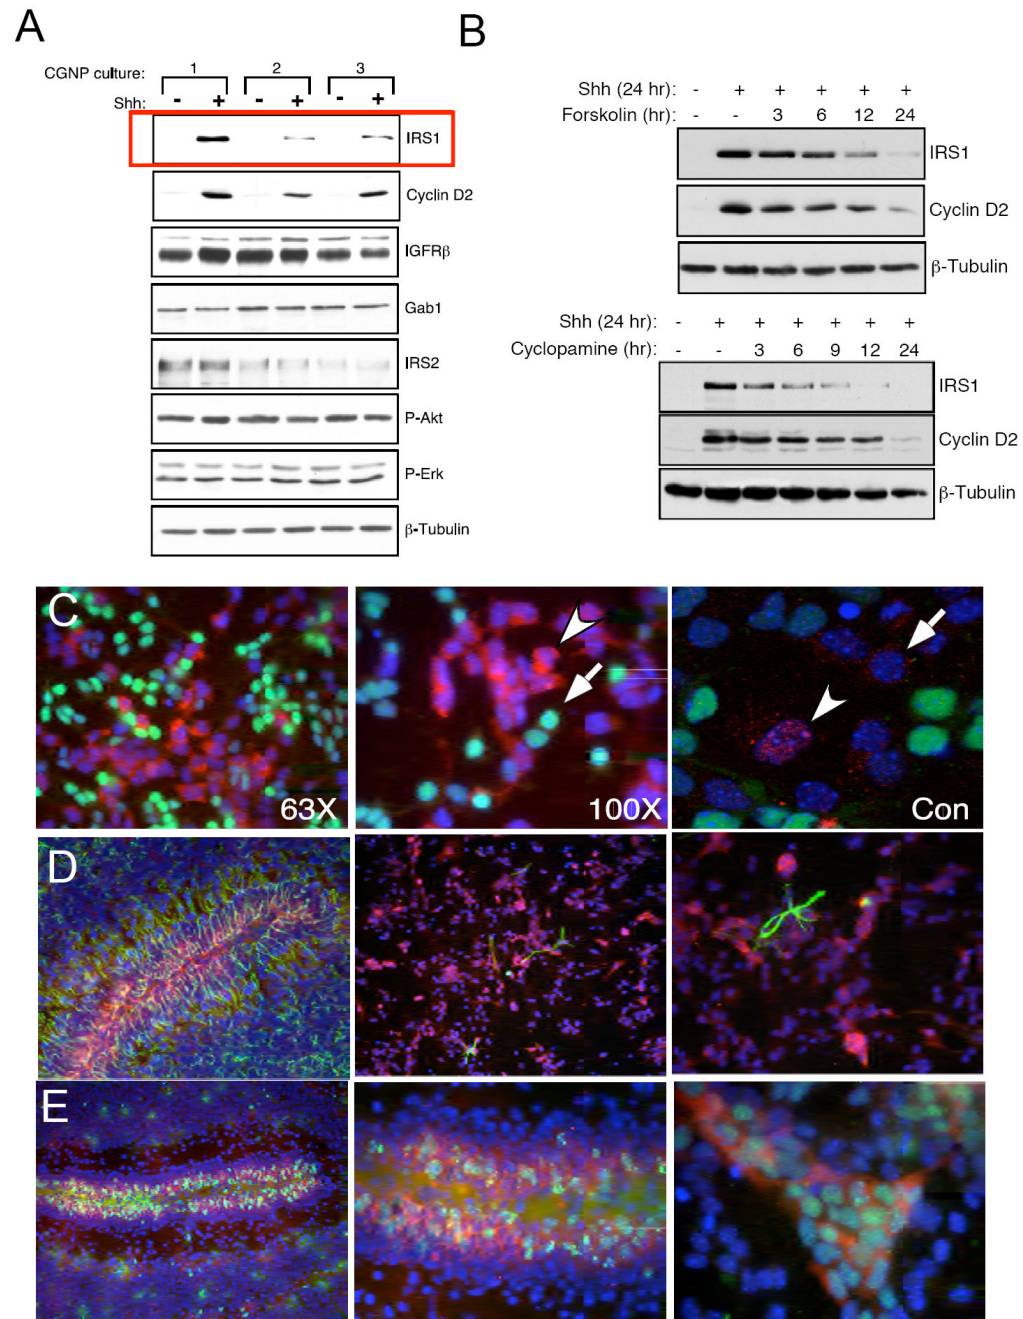 A
CGNP culture: 1 2 3
Shh: - + - + - +
IRS1
Cyclin D2
IGFRβ
Gab1
IRS2
P-Akt
P-Erk
β-Tubulin
B
Shh (24 hr): - + + + + +
Forskolin (hr): - - 3 6 12 24
IRS1
Cyclin D2
β-Tubulin
Shh (24 hr): - + + + + + +
Cyclopamine (hr): - - 3 6 9 12 24
IRS1
Cyclin D2
β-Tubulin
C
63X
100X
Con
D
E